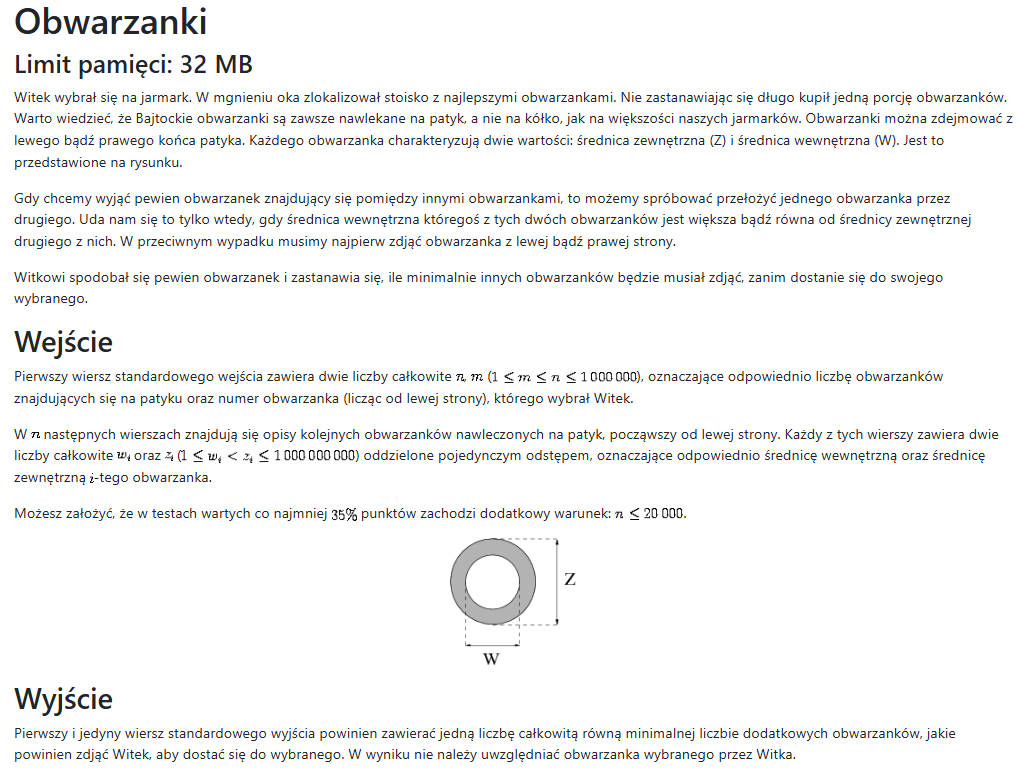 Obwarzanki
Limit pamięci: 32 MB
Witek wybrał się na jarmark. W mgnieniu oka zlokalizował stoisko z najlepszymi obwarzankami. Nie zastanawiając się długo kupił jedną porcję obwarzanków.
Warto wiedzieć, że Bajtockie obwarzanki są zawsze nawlekane na patyk, a nie na kółko, jak na większości naszych jarmarków. Obwarzanki można zdejmować z
lewego bądź prawego końca patyka. Każdego obwarzanka charakteryzują dwie wartości: średnica zewnętrzna (Z) i średnica wewnętrzna (W). Jest to
przedstawione na rysunku.
Gdy chcemy wyjąć pewien obwarzanek znajdujący się pomiędzy innymi obwarzankami, to możemy spróbować przełożyć jednego obwarzanka przez
drugiego. Uda nam się to tylko wtedy, gdy średnica wewnętrzna któregoś z tych dwóch obwarzanków jest większa bądź równa od średnicy zewnętrznej
drugiego z nich. W przeciwnym wypadku musimy najpierw zdjąć obwarzanka z lewej bądź prawej strony.
Witkowi spodobał się pewien obwarzanek i zastanawia się, ile minimalnie innych obwarzanków będzie musiał zdjąć, zanim dostanie się do swojego
wybranego.
Wejście
Pierwszy wiersz standardowego wejścia zawiera dwie liczby całkowite n, m (1 ≤ m ≤ n ≤ 1 000 000), oznaczające odpowiednio liczbę obwarzanków
znajdujących się na patyku oraz numer obwarzanka (licząc od lewej strony), którego wybrał Witek.
W n następnych wierszach znajdują się opisy kolejnych obwarzanków nawleczonych na patyk, począwszy od lewej strony. Każdy z tych wierszy zawiera dwie
liczby całkowite wᵢ oraz zᵢ (1 ≤ wᵢ < zᵢ ≤ 1 000 000 000) oddzielone pojedynczym odstępem, oznaczające odpowiednio średnicę wewnętrzną oraz średnicę
zewnętrzną i-tego obwarzanka.
Możesz założyć, że w testach wartych co najmniej 35% punktów zachodzi dodatkowy warunek: n ≤ 20 000.
Z
W
Wyjście
Pierwszy i jedyny wiersz standardowego wyjścia powinien zawierać jedną liczbę całkowitą równą minimalnej liczbie dodatkowych obwarzanków, jakie
powinien zdjąć Witek, aby dostać się do wybranego. W wyniku nie należy uwzględniać obwarzanka wybranego przez Witka.